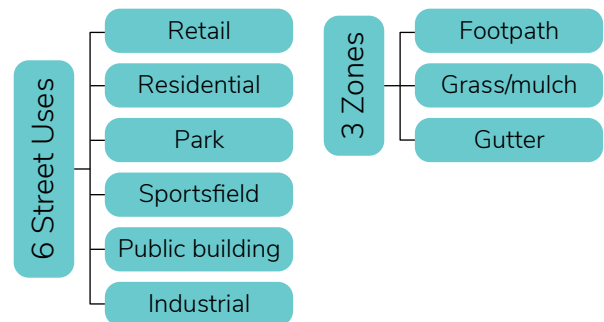 6 Street Uses
Retail
Residential
Park
Sportsfield
Public building
Industrial
3 Zones
Footpath
Grass/mulch
Gutter